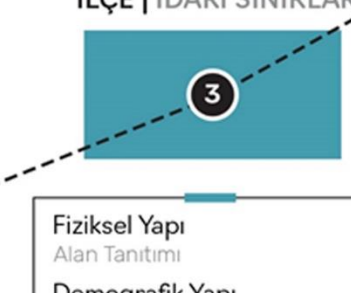 İLÇE | İDARİ SINIRLAR
3
Fiziksel Yapı
Alan Tanıtımı
Demografik Yapı